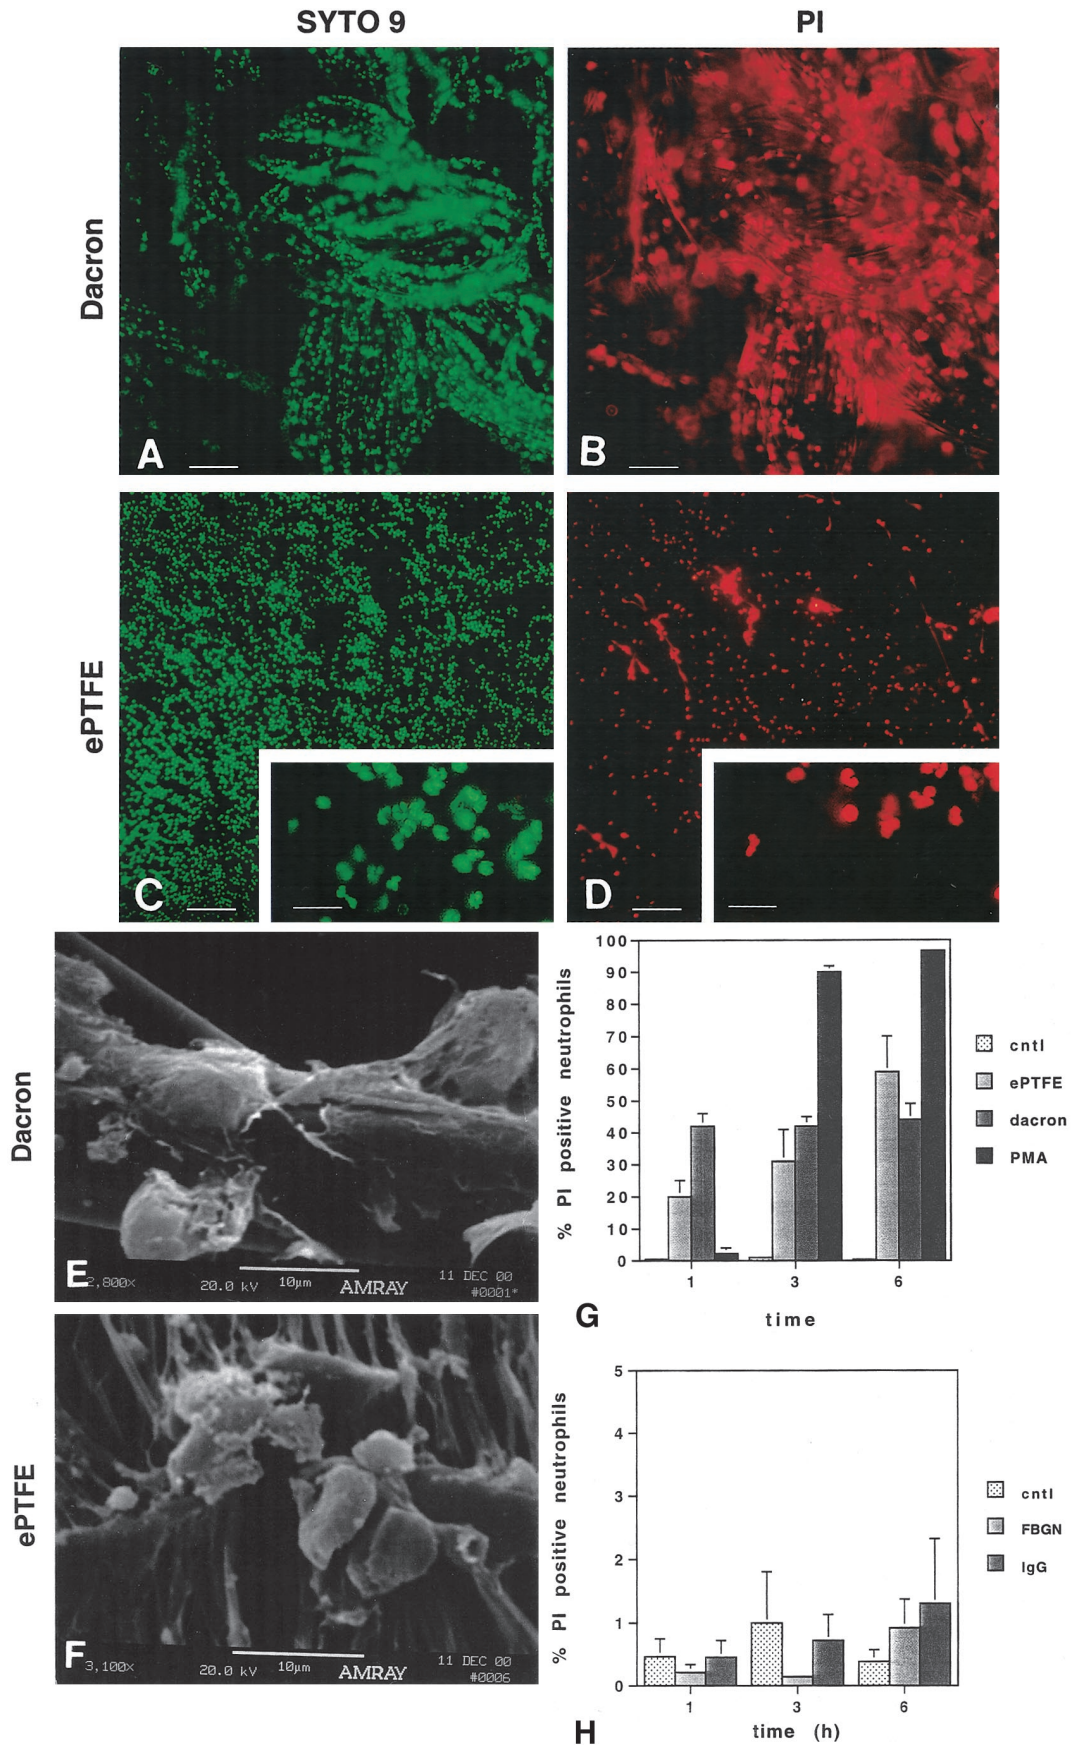 SYTO 9 PI
Dacron
A
B
ePTFE
C
D
Dacron
E
2,800×
20.0 kV
10μm
AMRAY
11 DEC 00
#0001*
ePTFE
F
3,100×
20.0 kV
10μm
AMRAY
11 DEC 00
#0006
% PI positive neutrophils
100
90
80
70
60
50
40
30
20
10
0
1 3 6
time
cntl
ePTFE
dacron
PMA
G
% PI positive neutrophils
5
4
3
2
1
0
1 3 6
time (h)
cntl
FBGN
IgG
H